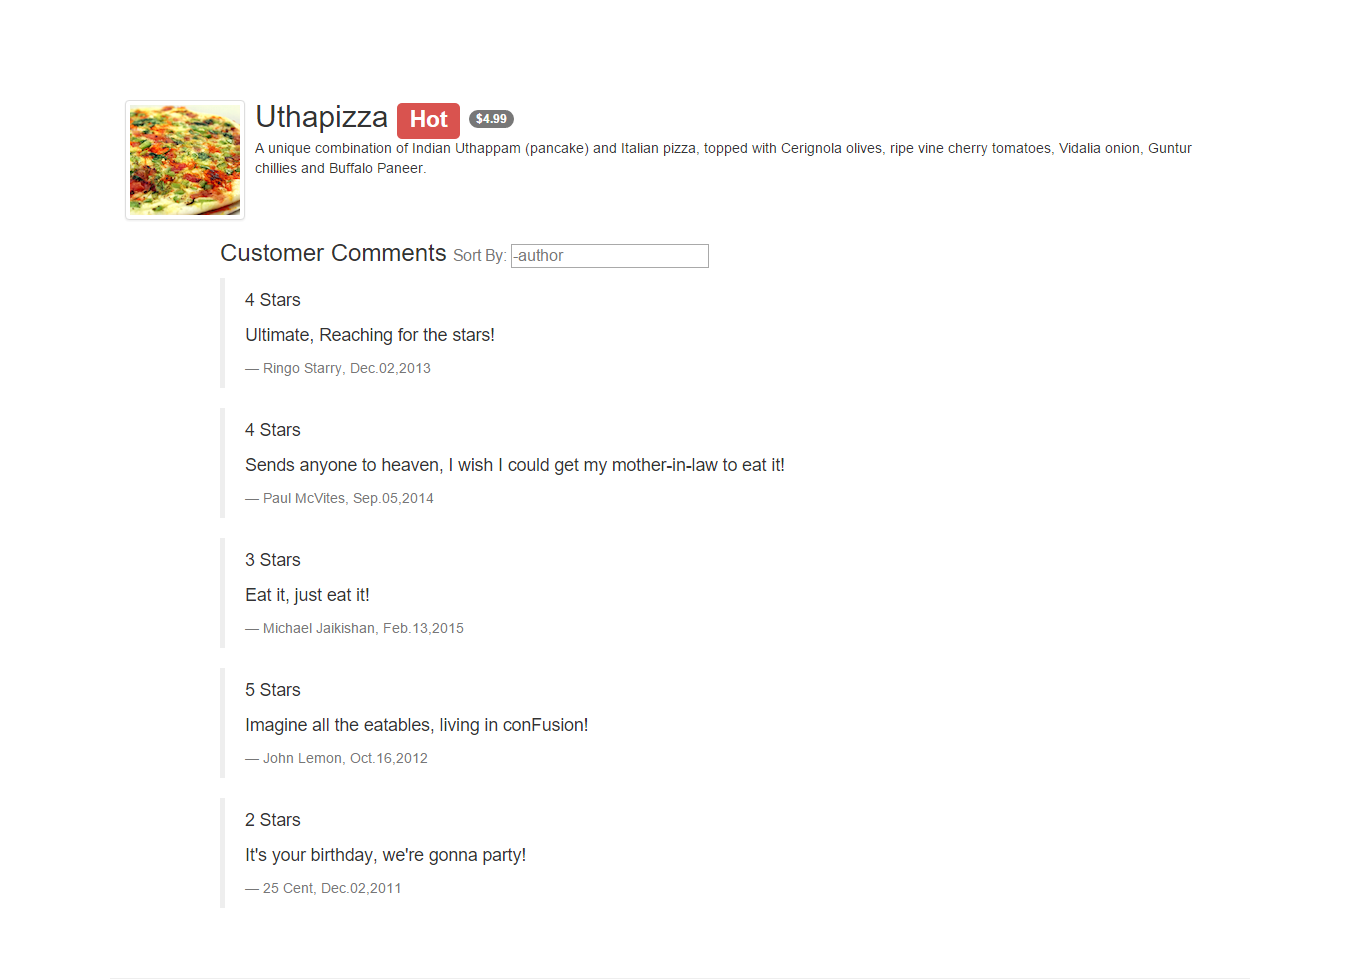 Uthapizza Hot $4.99
A unique combination of Indian Uthappam (pancake) and Italian pizza, topped with Cerignola olives, ripe vine cherry tomatoes, Vidalia onion, Guntur
chillies and Buffalo Paneer.
Customer Comments Sort By: -author
4 Stars
Ultimate, Reaching for the stars!
— Ringo Starry, Dec.02,2013
4 Stars
Sends anyone to heaven, I wish I could get my mother-in-law to eat it!
— Paul McVites, Sep.05,2014
3 Stars
Eat it, just eat it!
— Michael Jaikishan, Feb.13,2015
5 Stars
Imagine all the eatables, living in conFusion!
— John Lemon, Oct.16,2012
2 Stars
It's your birthday, we're gonna party!
— 25 Cent, Dec.02,2011